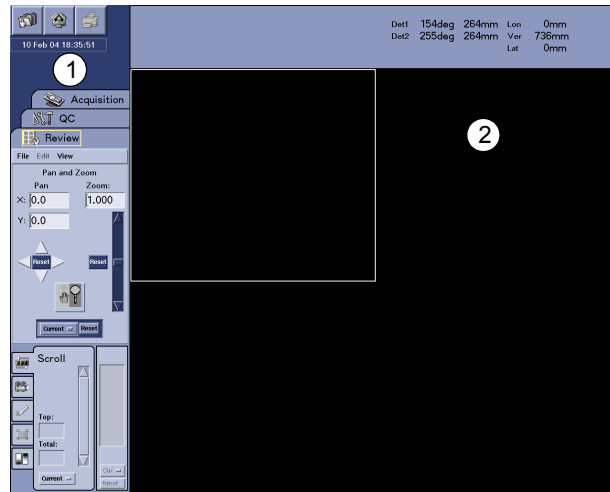 Det1 154deg 264mm Lon 0mm
Det2 255deg 264mm Ver 736mm
Lat 0mm
10 Feb 04 18:35:51
1
2
Acquisition
QC
Review
File Edit View
Pan and Zoom
Pan Zoom:
X: 0.0 1.000
Y: 0.0
Reset Reset
Current Reset
Scroll
Top:
Total:
Current
Cur
Reset